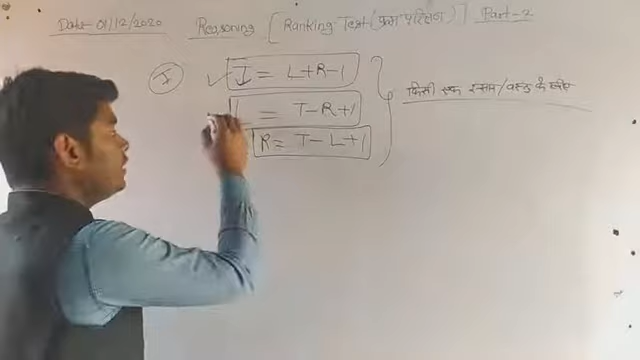 Date- 01/12/2020 Reasoning [Ranking Test (क्रम परीक्षण)] Part-2
I T = L+R-1
L = T-R+1
R = T-L+1
किसी एक /वस्तु के लिए